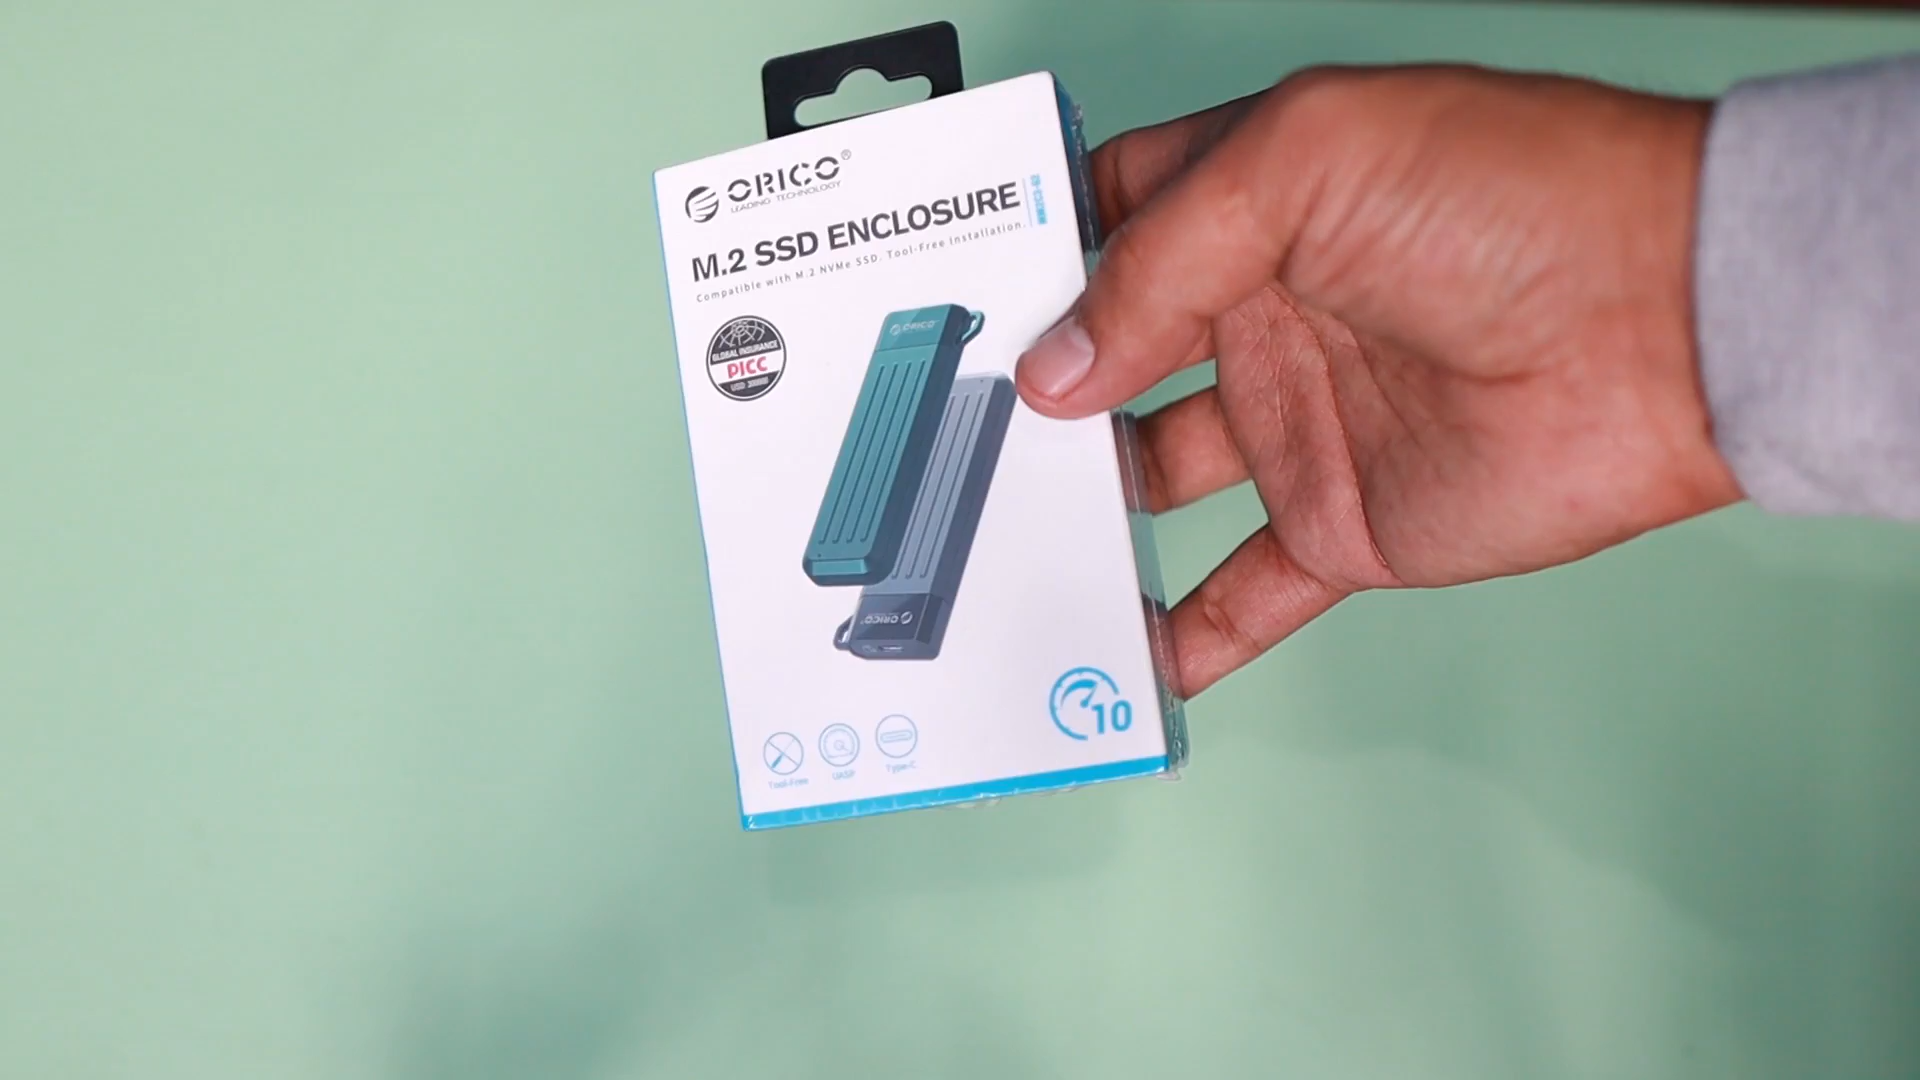 ORICO®
LEADING TECHNOLOGY
M.2 SSD ENCLOSURE
Compatible with M.2 NVMe SSD. Tool-Free Installation.
GLOBAL INSURANCE
PICC
USD
ORICO
ORICO
10
Tool-Free
UASP
Type-C